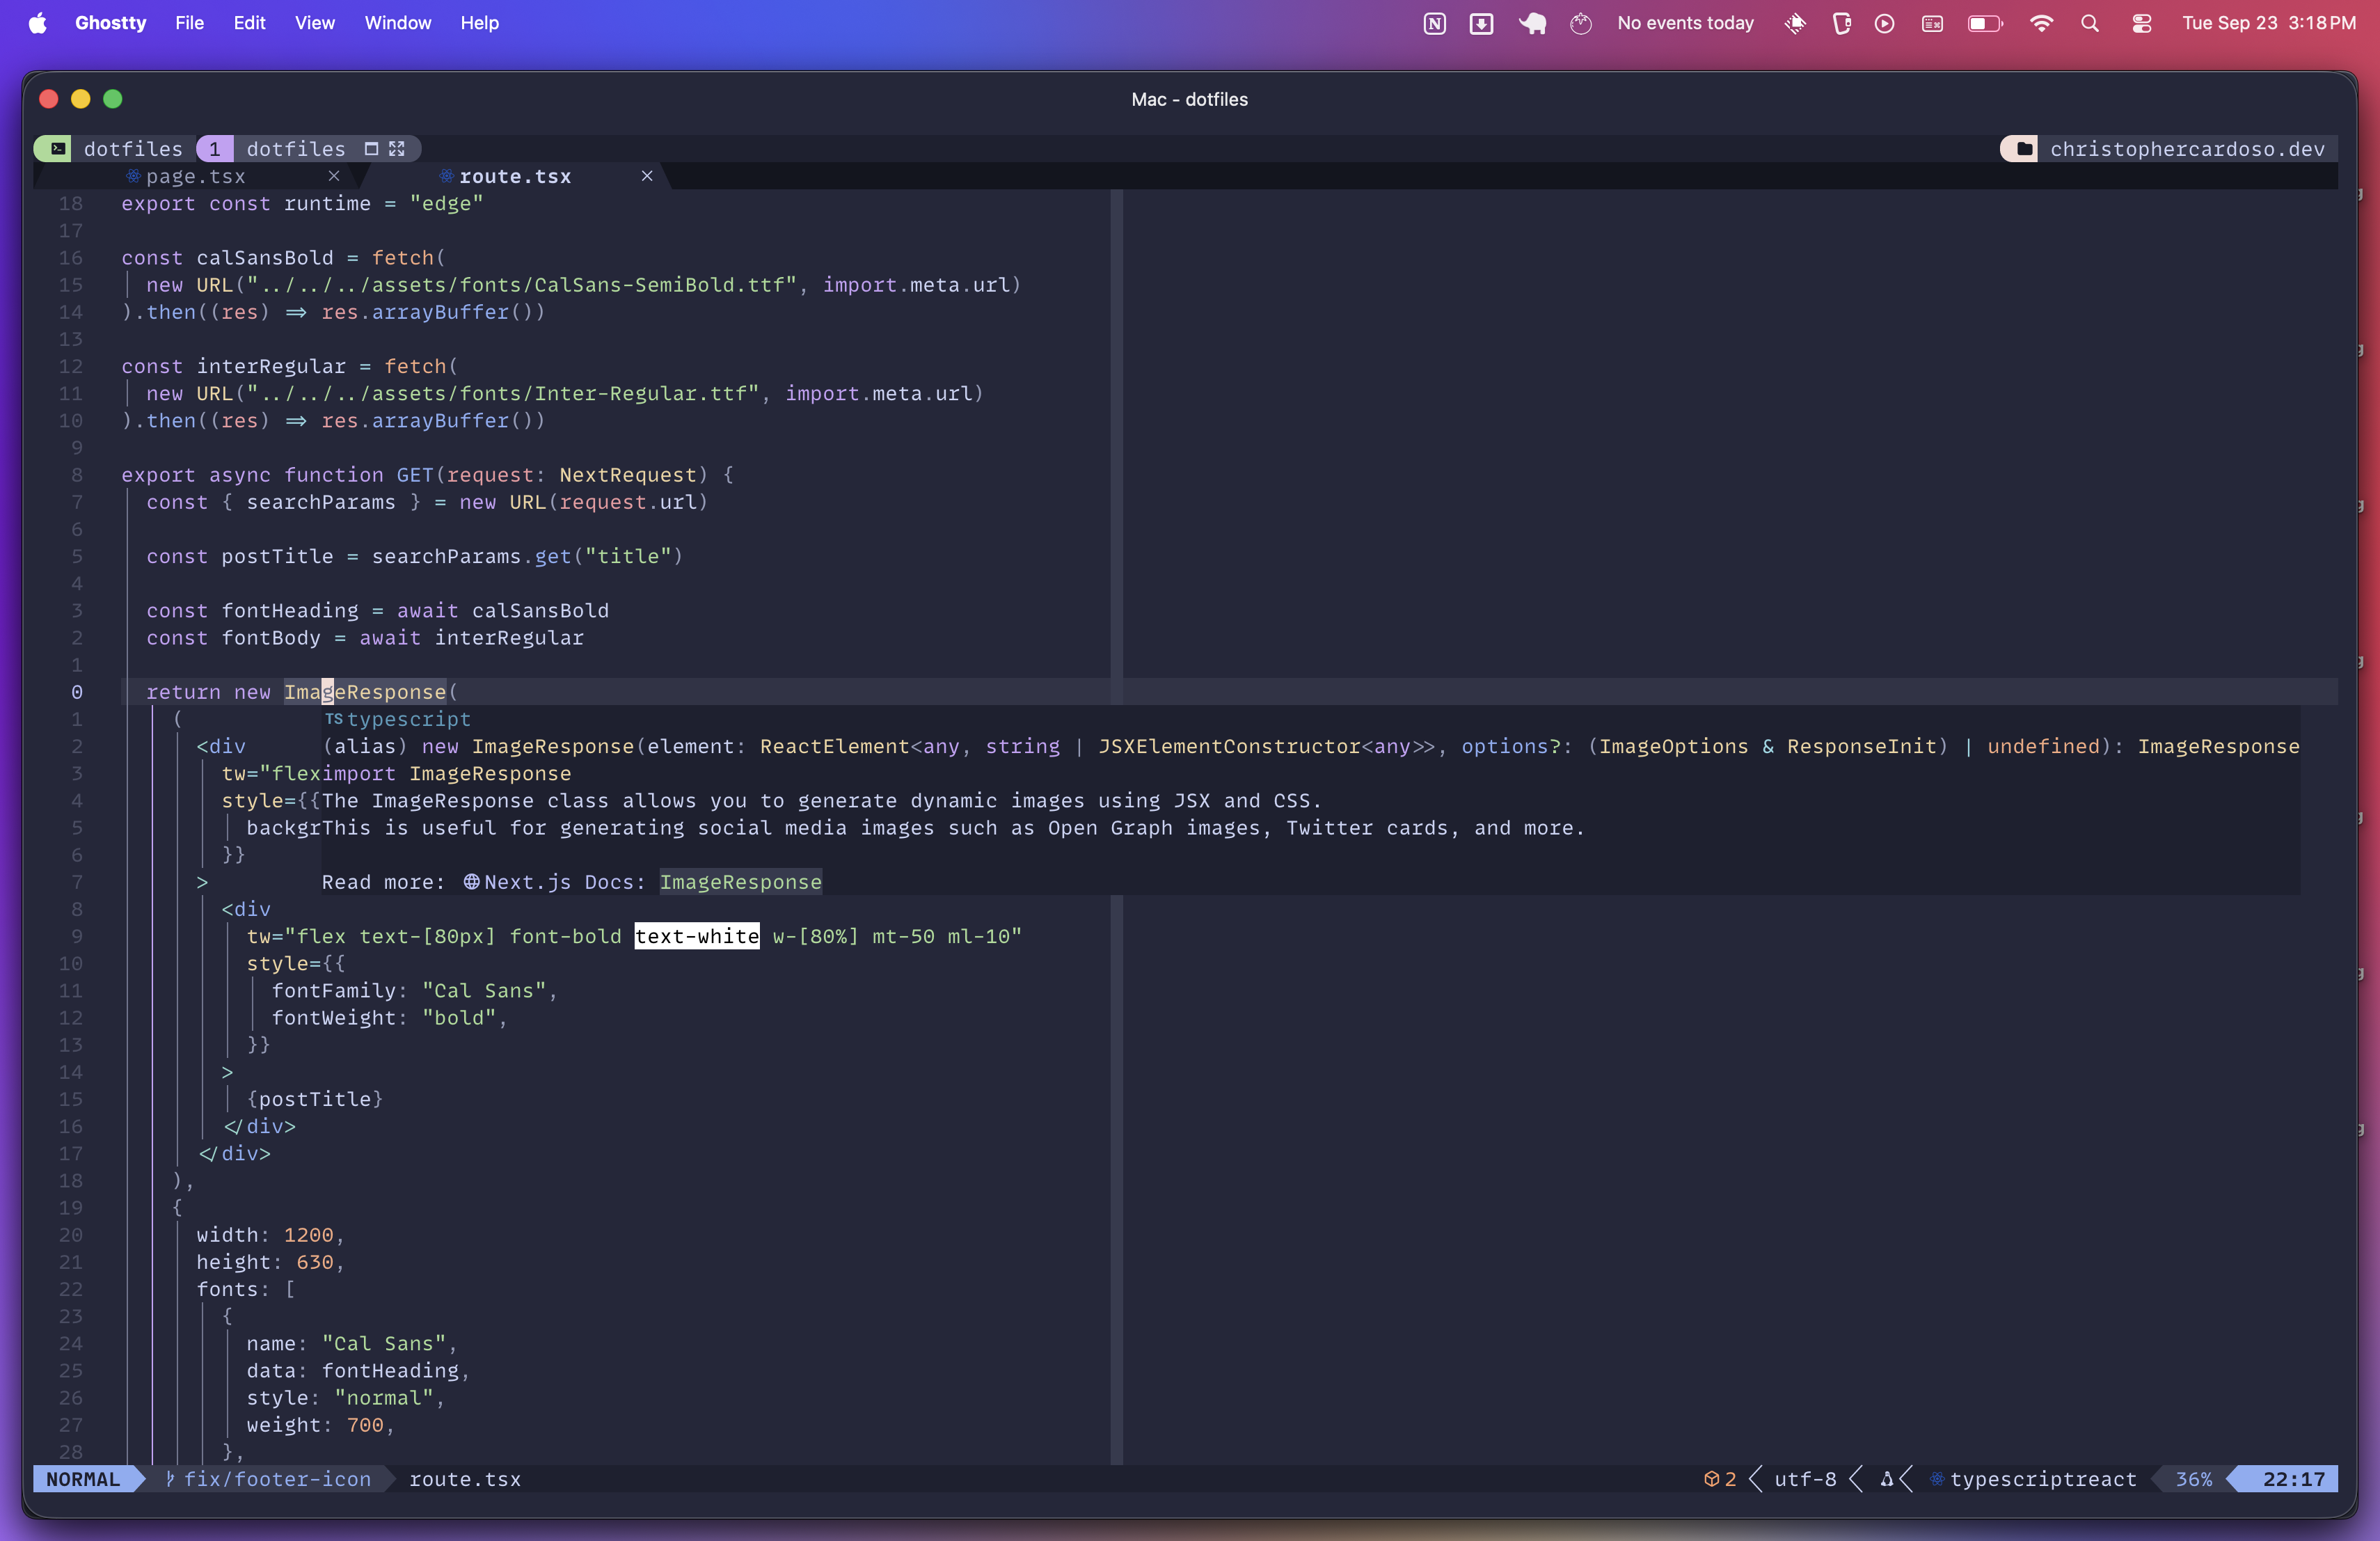 Ghostty File Edit View Window Help No events today Tue Sep 23 3:18 PM
Mac - dotfiles
dotfiles 1 dotfiles christophercardoso.dev
page.tsx × route.tsx ×
18 export const runtime = "edge"
17
16 const calSansBold = fetch(
15 new URL("../../../assets/fonts/CalSans-SemiBold.ttf", import.meta.url)
14 ).then((res) => res.arrayBuffer())
13
12 const interRegular = fetch(
11 new URL("../../../assets/fonts/Inter-Regular.ttf", import.meta.url)
10 ).then((res) => res.arrayBuffer())
9
8 export async function GET(request: NextRequest) {
7 const { searchParams } = new URL(request.url)
6
5 const postTitle = searchParams.get("title")
4
3 const fontHeading = await calSansBold
2 const fontBody = await interRegular
1
0 return new ImageResponse(
1 ( TS typescript
2 <div (alias) new ImageResponse(element: ReactElement<any, string | JSXElementConstructor<any>>, options?: (ImageOptions & ResponseInit) | undefined): ImageResponse
3 tw="fleximport ImageResponse
4 style={{The ImageResponse class allows you to generate dynamic images using JSX and CSS.
5 backgrThis is useful for generating social media images such as Open Graph images, Twitter cards, and more.
6 }}
7 > Read more: Next.js Docs: ImageResponse
8 <div
9 tw="flex text-[80px] font-bold text-white w-[80%] mt-50 ml-10"
10 style={{
11 fontFamily: "Cal Sans",
12 fontWeight: "bold",
13 }}
14 >
15 {postTitle}
16 </div>
17 </div>
18 ),
19 {
20 width: 1200,
21 height: 630,
22 fonts: [
23 {
24 name: "Cal Sans",
25 data: fontHeading,
26 style: "normal",
27 weight: 700,
28 },
NORMAL fix/footer-icon route.tsx 2 utf-8 typescriptreact 36% 22:17